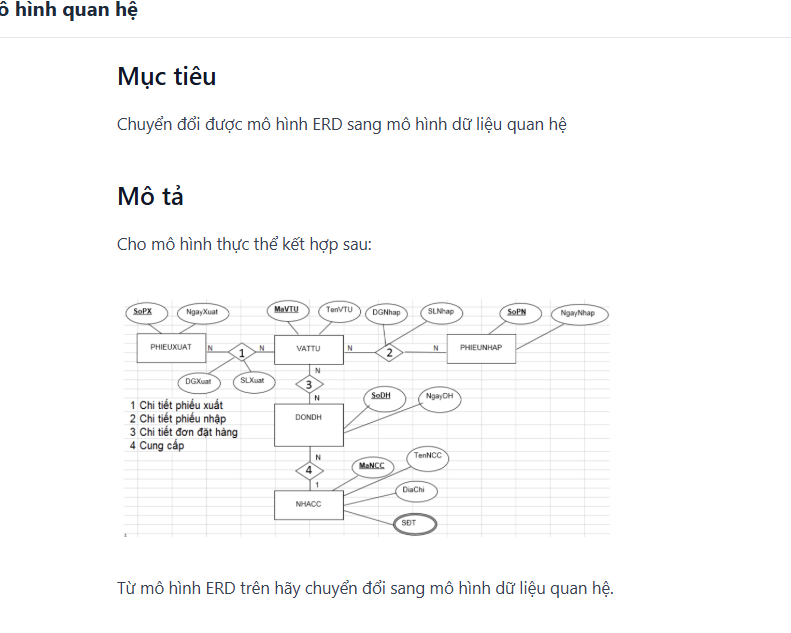 ô hình quan hệ
Mục tiêu
Chuyển đổi được mô hình ERD sang mô hình dữ liệu quan hệ
Mô tả
Cho mô hình thực thể kết hợp sau:
SoPX NgayXuat MaVTU TenVTU DGNhap SLNhap SoPN NgayNhap
PHIEUXUAT N 1 N VATTU N 2 N PHIEUNHAP
DGXuat SLXuat N
3
N
SoDH NgayDH
1 Chi tiết phiếu xuất
2 Chi tiết phiếu nhập
3 Chi tiết đơn đặt hàng
4 Cung cấp
DONDH
N
4
1
MaNCC TenNCC
DiaChi
NHACC
SĐT
Từ mô hình ERD trên hãy chuyển đổi sang mô hình dữ liệu quan hệ.